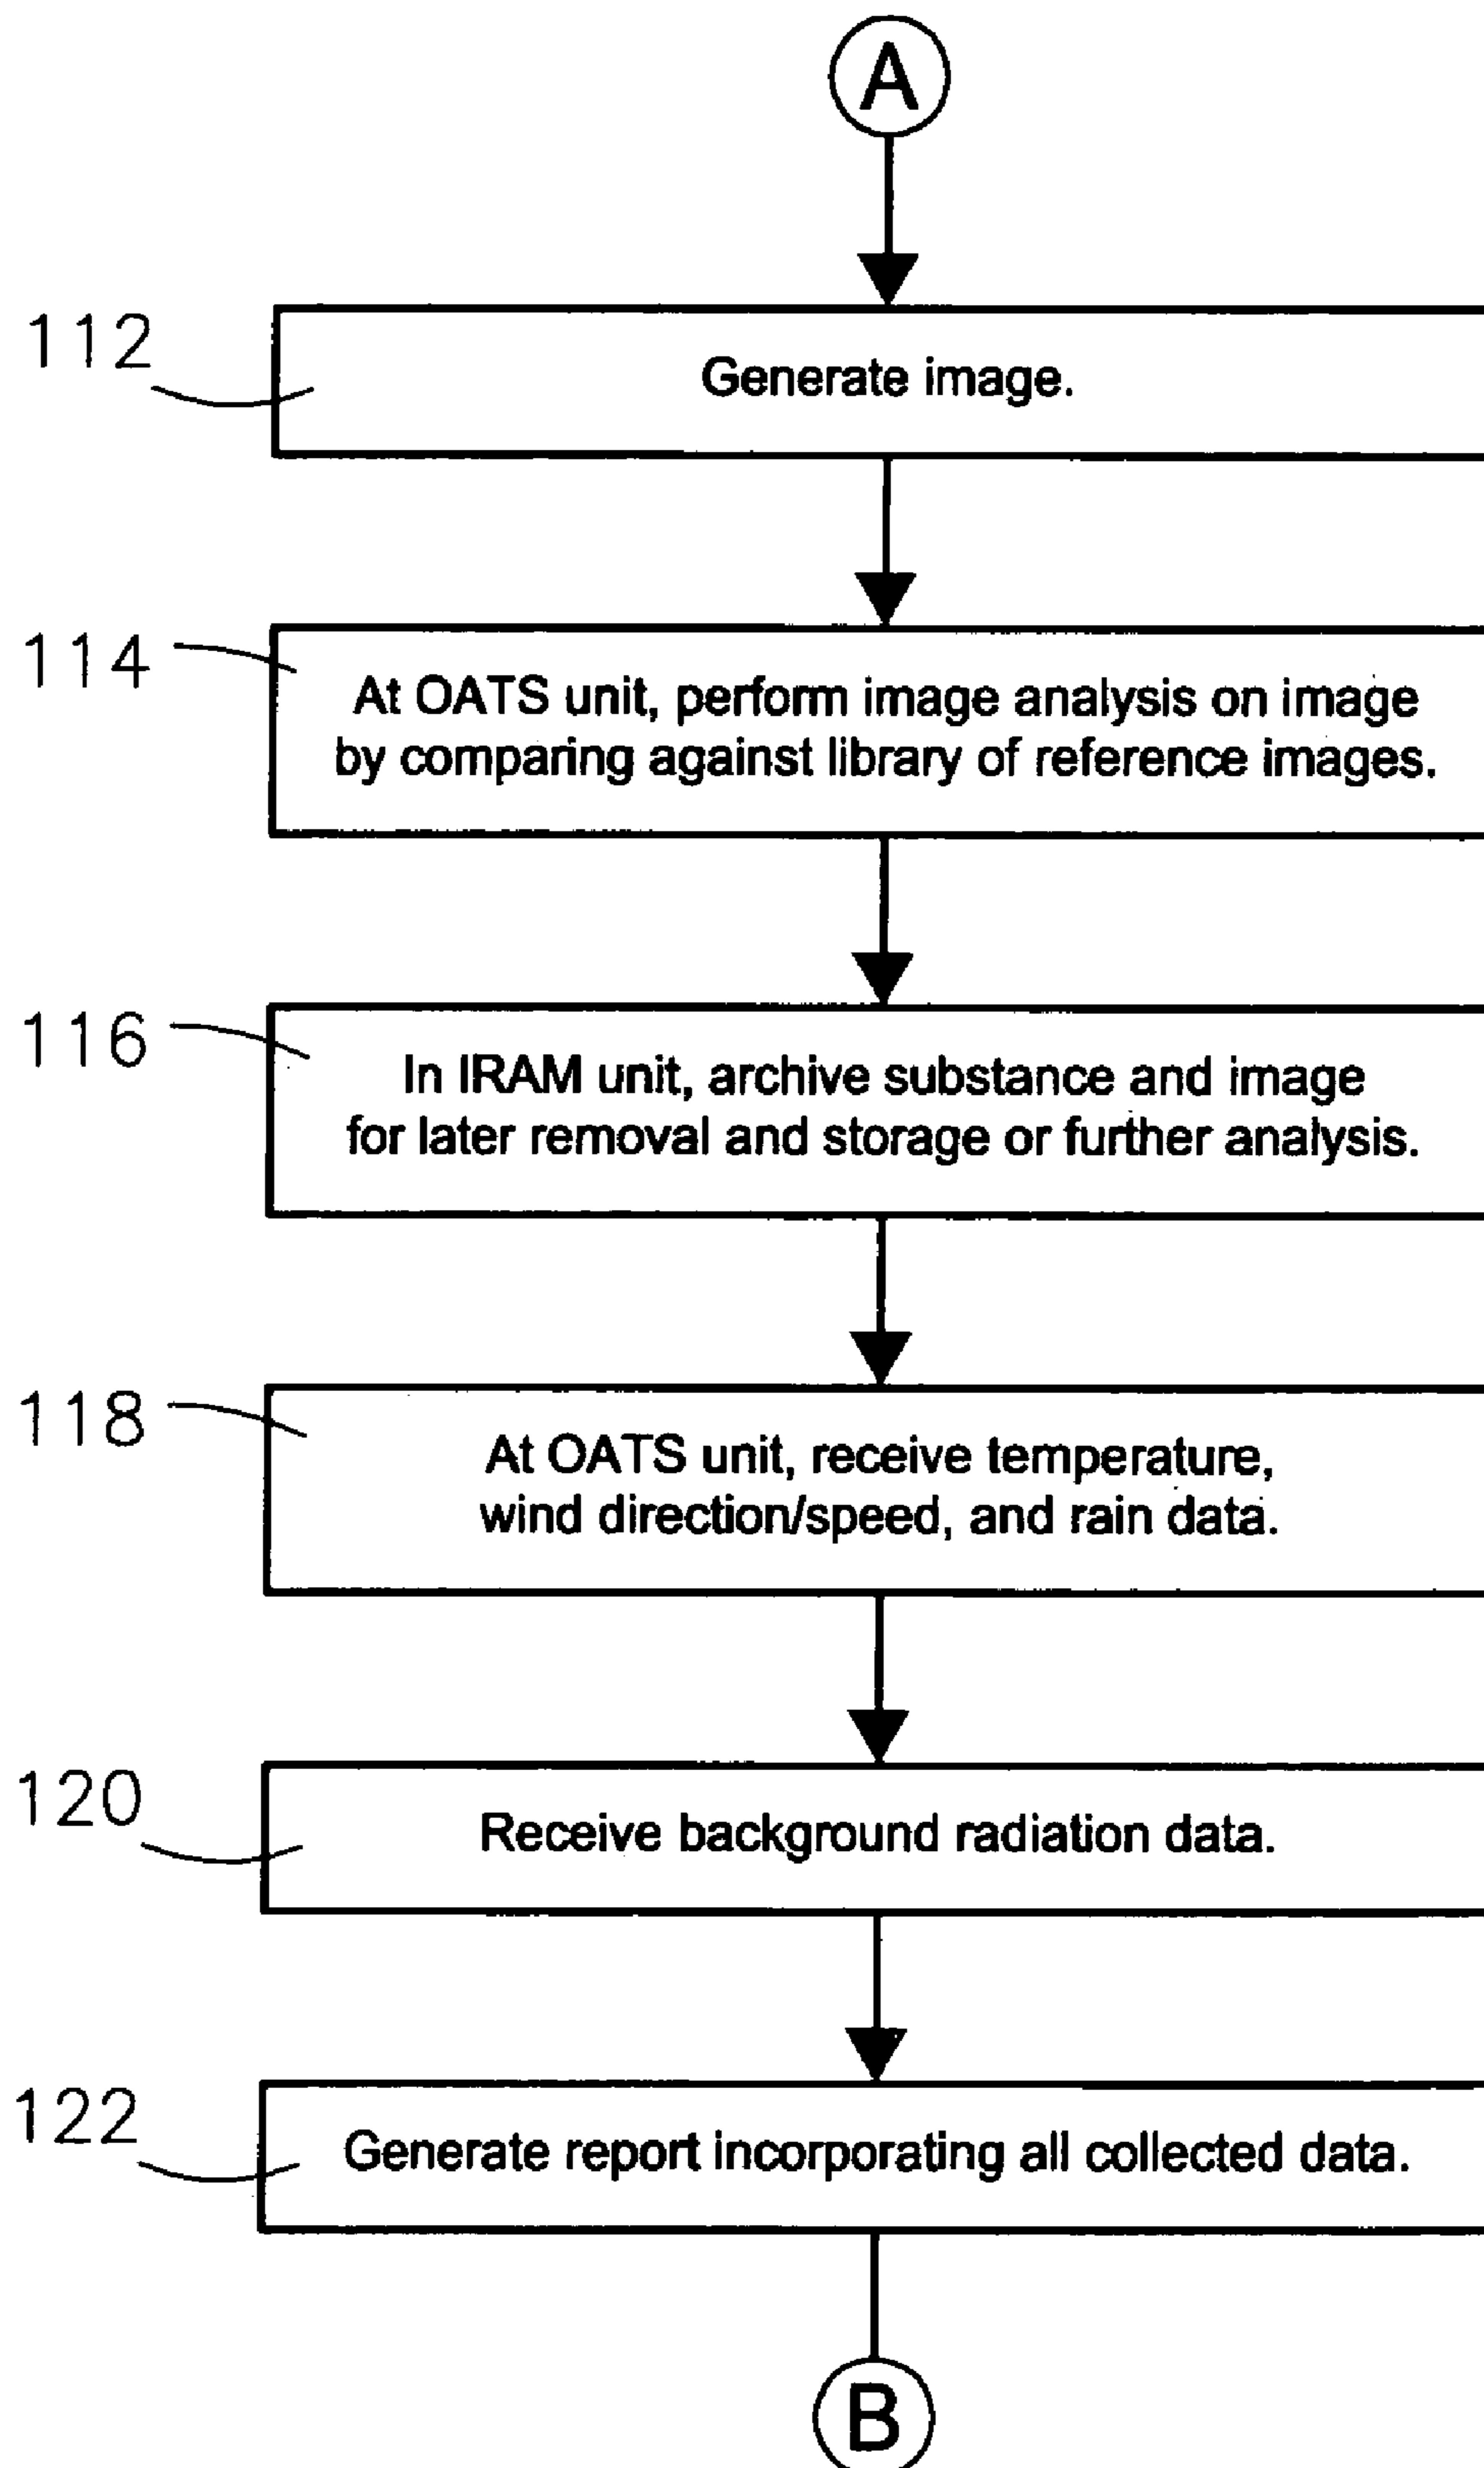 A
112
Generate image.
114
At OATS unit, perform image analysis on image
by comparing against library of reference images.
116
In IRAM unit, archive substance and image
for later removal and storage or further analysis.
118
At OATS unit, receive temperature,
wind direction/speed, and rain data.
120
Receive background radiation data.
122
Generate report incorporating all collected data.
B